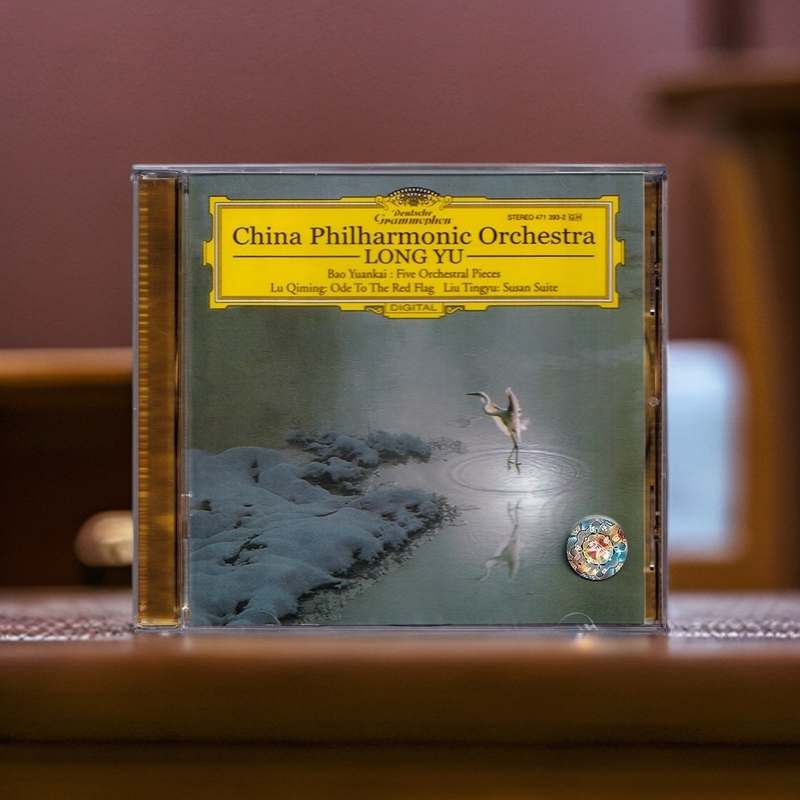 Deutsche
Grammophon
STEREO 471 393-2 GH
China Philharmonic Orchestra
LONG YU
Bao Yuankai : Five Orchestral Pieces
Lu Qiming: Ode To The Red Flag Liu Tingyu: Susan Suite
DIGITAL